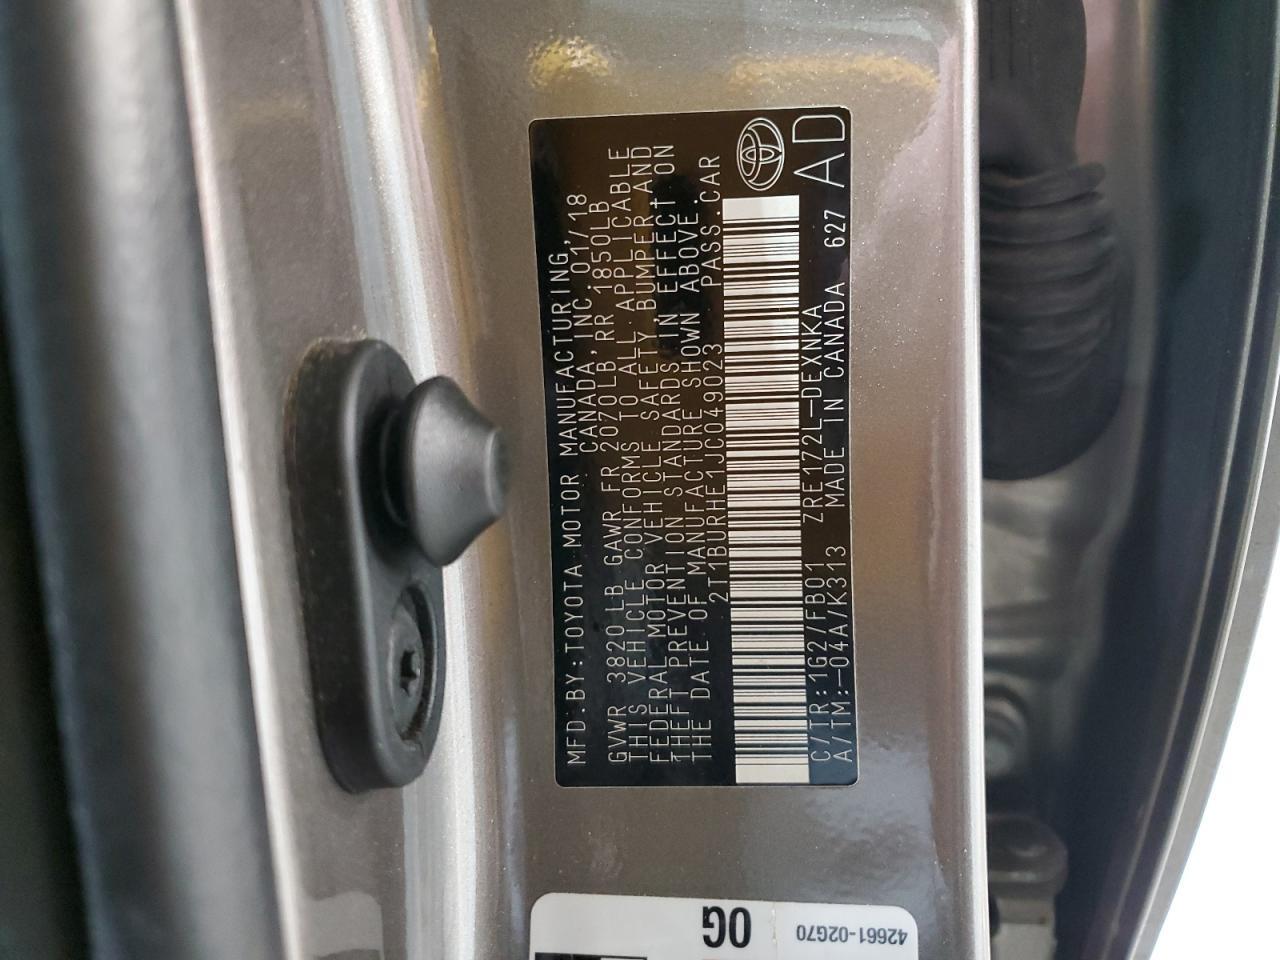 MFD.BY:TOYOTA MOTOR MANUFACTURING,
CANADA, INC. 01/18
GVWR 3820 LB GAWR FR 2070LB, RR 1850LB
THIS VEHICLE CONFORMS TO ALL APPLICABLE
FEDERAL MOTOR VEHICLE SAFETY BUMPER AND
THEFT PREVENTION STANDARDS IN EFFECT ON
THE DATE OF MANUFACTURE SHOWN ABOVE.
2T1BURHE1JC049023 PASS.CAR
C/TR:1G2/FB01 ZRE172L-DEXNKA
A/TM:-04A/K313 MADE IN CANADA 627
AD
0G
42661-02G70